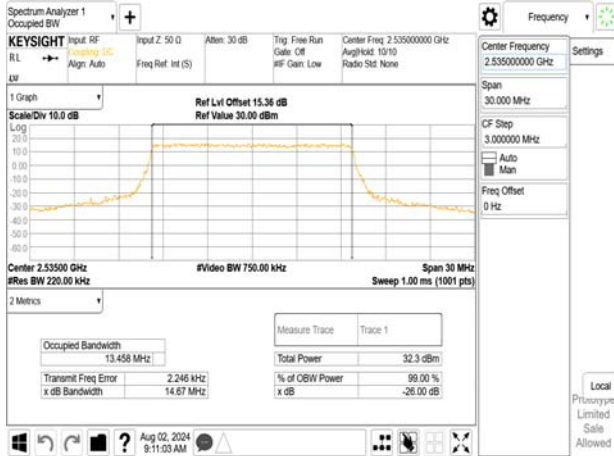 Spectrum Analyzer 1
Occupied BW
+
Frequency
KEYSIGHT Input: RF Input Z: 50 Ω Atten: 30 dB Trig: Free Run Center Freq: 2.535000000 GHz
RL Coupling: DC Gate: Off Avg|Hold: 10/10
Align: Auto Freq Ref: Int (S) #IF Gain: Low Radio Std: None
Center Frequency
2.535000000 GHz
Settings
Span
30.000 MHz
CF Step
3.000000 MHz
Auto
Man
Freq Offset
0 Hz
1 Graph
Ref Lvl Offset 15.36 dB
Scale/Div 10.0 dB Ref Value 30.00 dBm
Log
20.0
10.0
0.00
-10.0
-20.0
-30.0
-40.0
-50.0
-60.0
Center 2.53500 GHz #Video BW 750.00 kHz Span 30 MHz
#Res BW 220.00 kHz Sweep 1.00 ms (1001 pts)
2 Metrics
Measure Trace Trace 1
Occupied Bandwidth
13.458 MHz
Total Power 32.3 dBm
Transmit Freq Error 2.246 kHz % of OBW Power 99.00 %
x dB Bandwidth 14.67 MHz x dB -26.00 dB
Local
Prototype
Limited
Sale
Allowed
?
Aug 02, 2024
9:11:03 AM